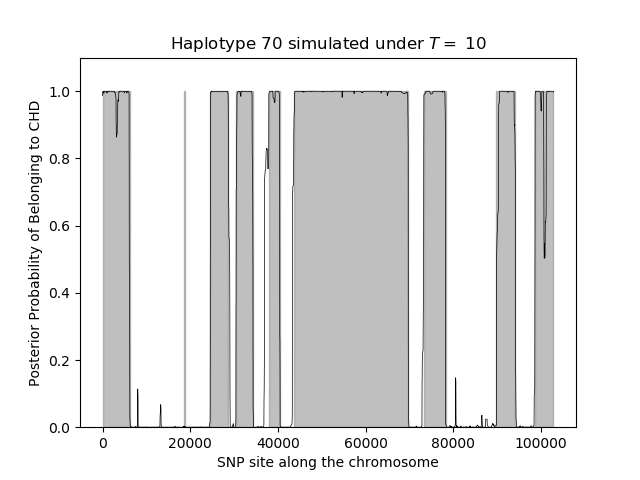 Haplotype 70 simulated under T = 10
Posterior Probability of Belonging to CHD
1.0
0.8
0.6
0.4
0.2
0.0
0 20000 40000 60000 80000 100000
SNP site along the chromosome